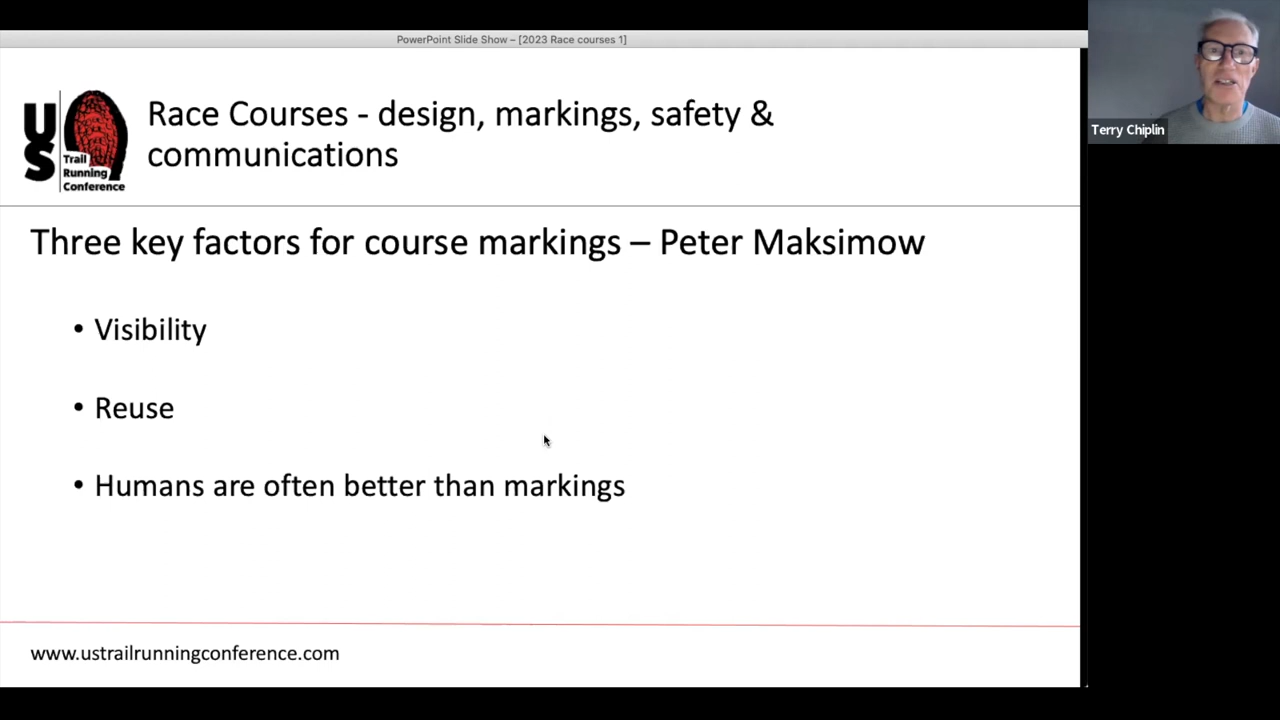 PowerPoint Slide Show – [2023 Race courses 1]
US
Trail
Running
Conference
Race Courses - design, markings, safety &
communications
Terry Chiplin
Three key factors for course markings – Peter Maksimow
• Visibility
• Reuse
• Humans are often better than markings
www.ustrailrunningconference.com